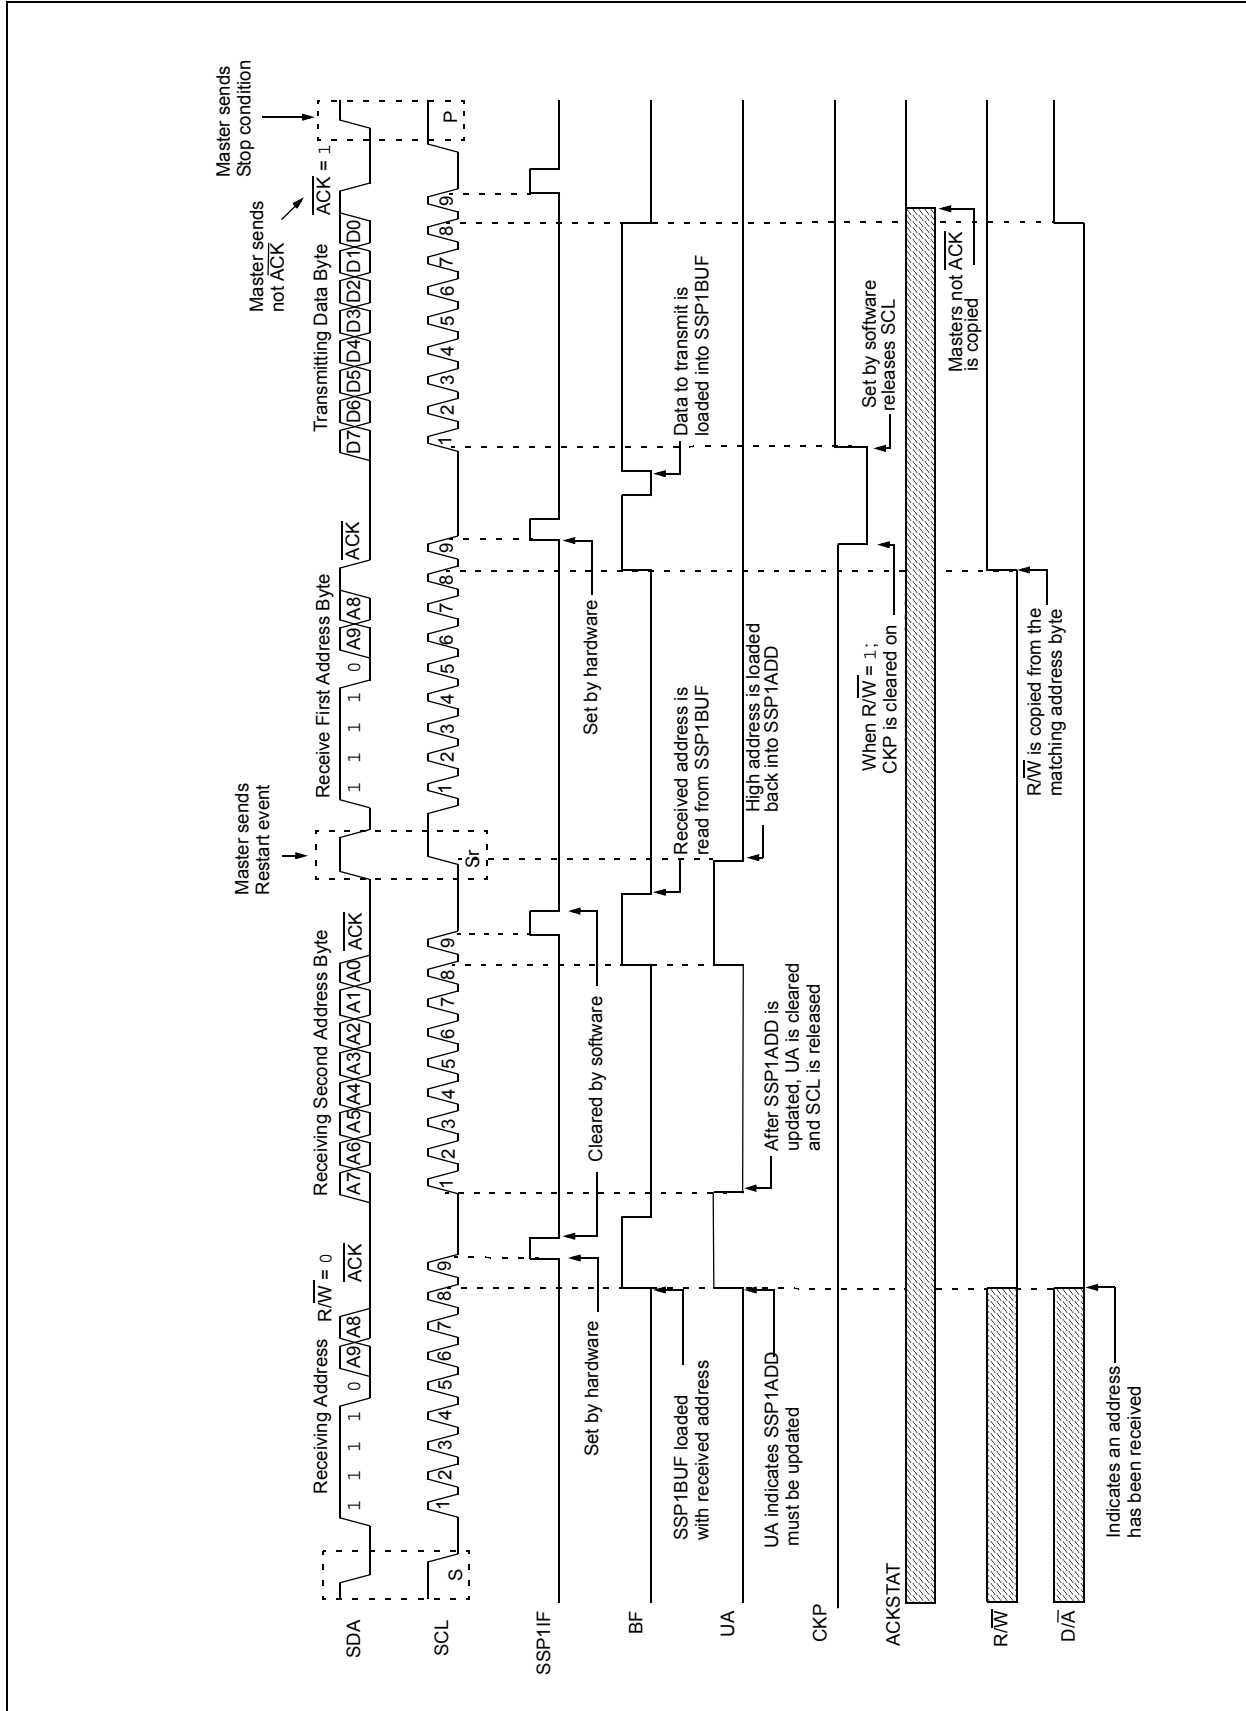 Master sends
Restart event
Master sends
not ACK
Master sends
Stop condition
Receiving Address
R/W = 0
Receiving Second Address Byte
Receive First Address Byte
Transmitting Data Byte
ACK = 1
SDA
1 1 1 1 0 A9 A8
ACK
A7 A6 A5 A4 A3 A2 A1 A0
ACK
1 1 1 1 0 A9 A8
ACK
D7 D6 D5 D4 D3 D2 D1 D0
SCL
S
1 2 3 4 5 6 7 8 9
1 2 3 4 5 6 7 8 9
Sr
1 2 3 4 5 6 7 8 9
1 2 3 4 5 6 7 8 9
P
SSP1IF
Set by hardware
Cleared by software
Set by hardware
BF
SSP1BUF loaded
with received address
Received address is
read from SSP1BUF
Data to transmit is
loaded into SSP1BUF
UA
UA indicates SSP1ADD
must be updated
After SSP1ADD is
updated, UA is cleared
and SCL is released
High address is loaded
back into SSP1ADD
CKP
When R/W = 1;
CKP is cleared on
Set by software
releases SCL
ACKSTAT
Masters not ACK
is copied
R/W
R/W is copied from the
matching address byte
D/A
Indicates an address
has been received